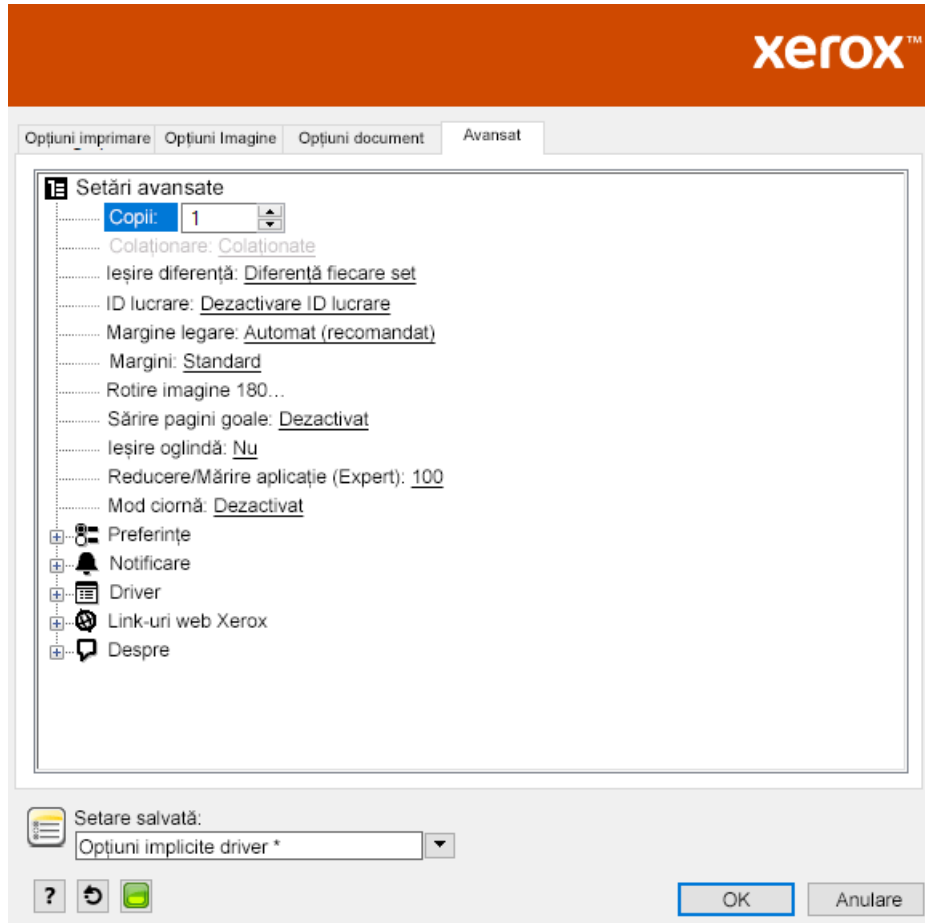 xerox™
Opțiuni imprimare Opțiuni Imagine Opțiuni document Avansat
Setări avansate
Copii: 1
Colaționare: Colaționate
Ieșire diferență: Diferență fiecare set
ID lucrare: Dezactivare ID lucrare
Margine legare: Automat (recomandat)
Margini: Standard
Rotire imagine 180...
Sărire pagini goale: Dezactivat
Ieșire oglindă: Nu
Reducere/Mărire aplicație (Expert): 100
Mod ciornă: Dezactivat
Preferințe
Notificare
Driver
Link-uri web Xerox
Despre
Setare salvată:
Opțiuni implicite driver *
?
OK Anulare